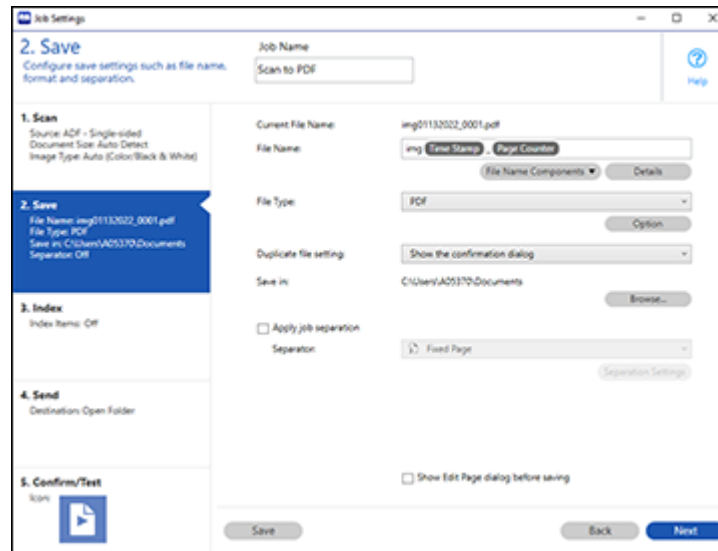 Job Settings
2. Save
Configure save settings such as file name,
format and separation.
Job Name
Scan to PDF
Help
1. Scan
Source: ADF - Single-sided
Document Size: Auto Detect
Image Type: Auto (Color/Black & White)
2. Save
File Name: img01132022_0001.pdf
File Type: PDF
Save in: C:\Users\A05370\Documents
Separator: Off
3. Index
Index Items: Off
4. Send
Destination: Open Folder
5. Confirm/Test
Icon:
Current File Name: img01132022_0001.pdf
File Name: img Time Stamp _ Page Counter
File Name Components Details
File Type: PDF
Option
Duplicate file setting: Show the confirmation dialog
Save in: C:\Users\A05370\Documents
Browse...
Apply job separation
Separator: Fixed Page
Separation Settings
Show Edit Page dialog before saving
Save Back Next